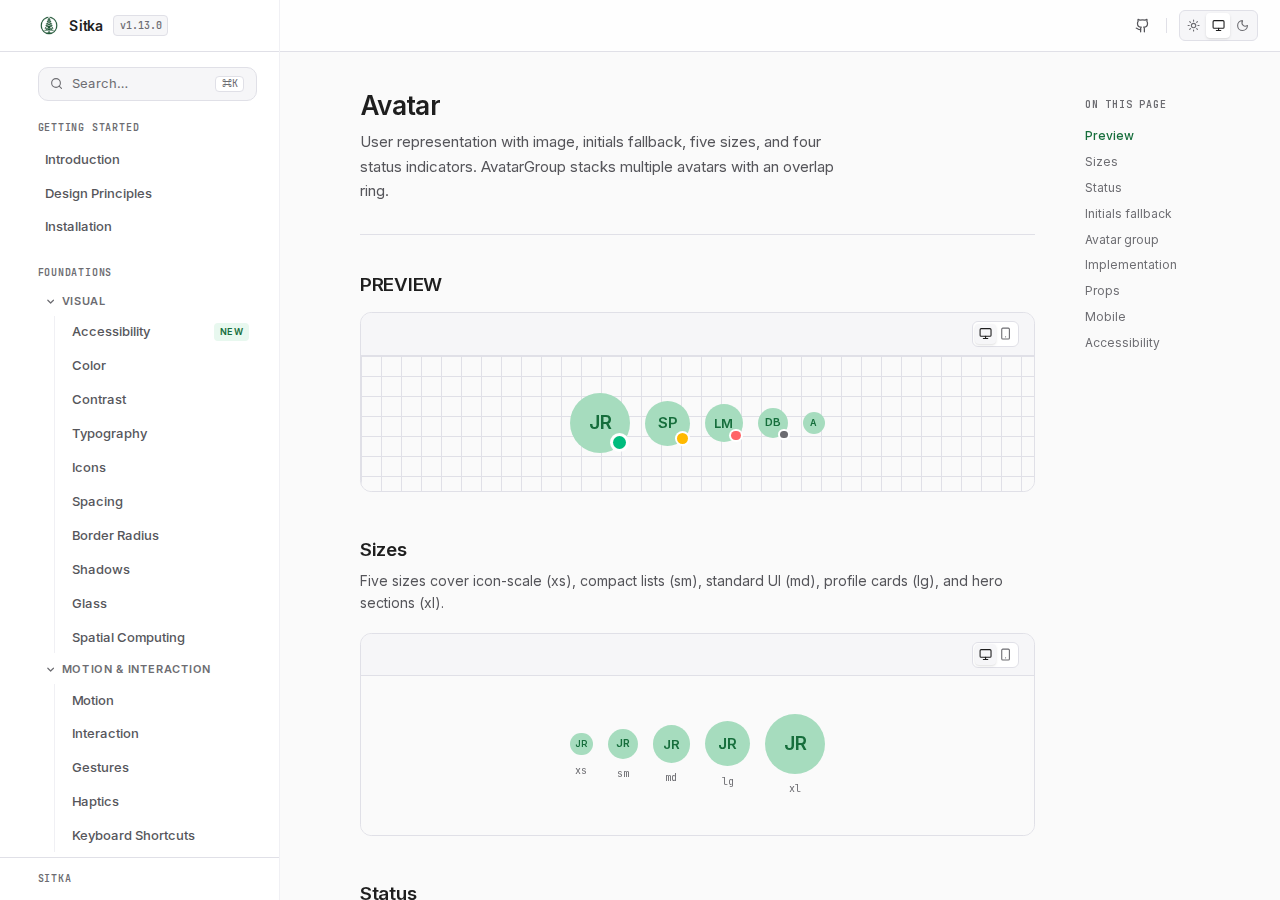 Sitka v1.13.0
Search... ⌘K
GETTING STARTED
Introduction
Design Principles
Installation
FOUNDATIONS
VISUAL
Accessibility NEW
Color
Contrast
Typography
Icons
Spacing
Border Radius
Shadows
Glass
Spatial Computing
MOTION & INTERACTION
Motion
Interaction
Gestures
Haptics
Keyboard Shortcuts
SITKA
Avatar
User representation with image, initials fallback, five sizes, and four
status indicators. AvatarGroup stacks multiple avatars with an overlap
ring.
PREVIEW
JR SP LM DB A
Sizes
Five sizes cover icon-scale (xs), compact lists (sm), standard UI (md), profile cards (lg), and hero
sections (xl).
JR JR JR JR JR
xs sm md lg xl
Status
ON THIS PAGE
Preview
Sizes
Status
Initials fallback
Avatar group
Implementation
Props
Mobile
Accessibility